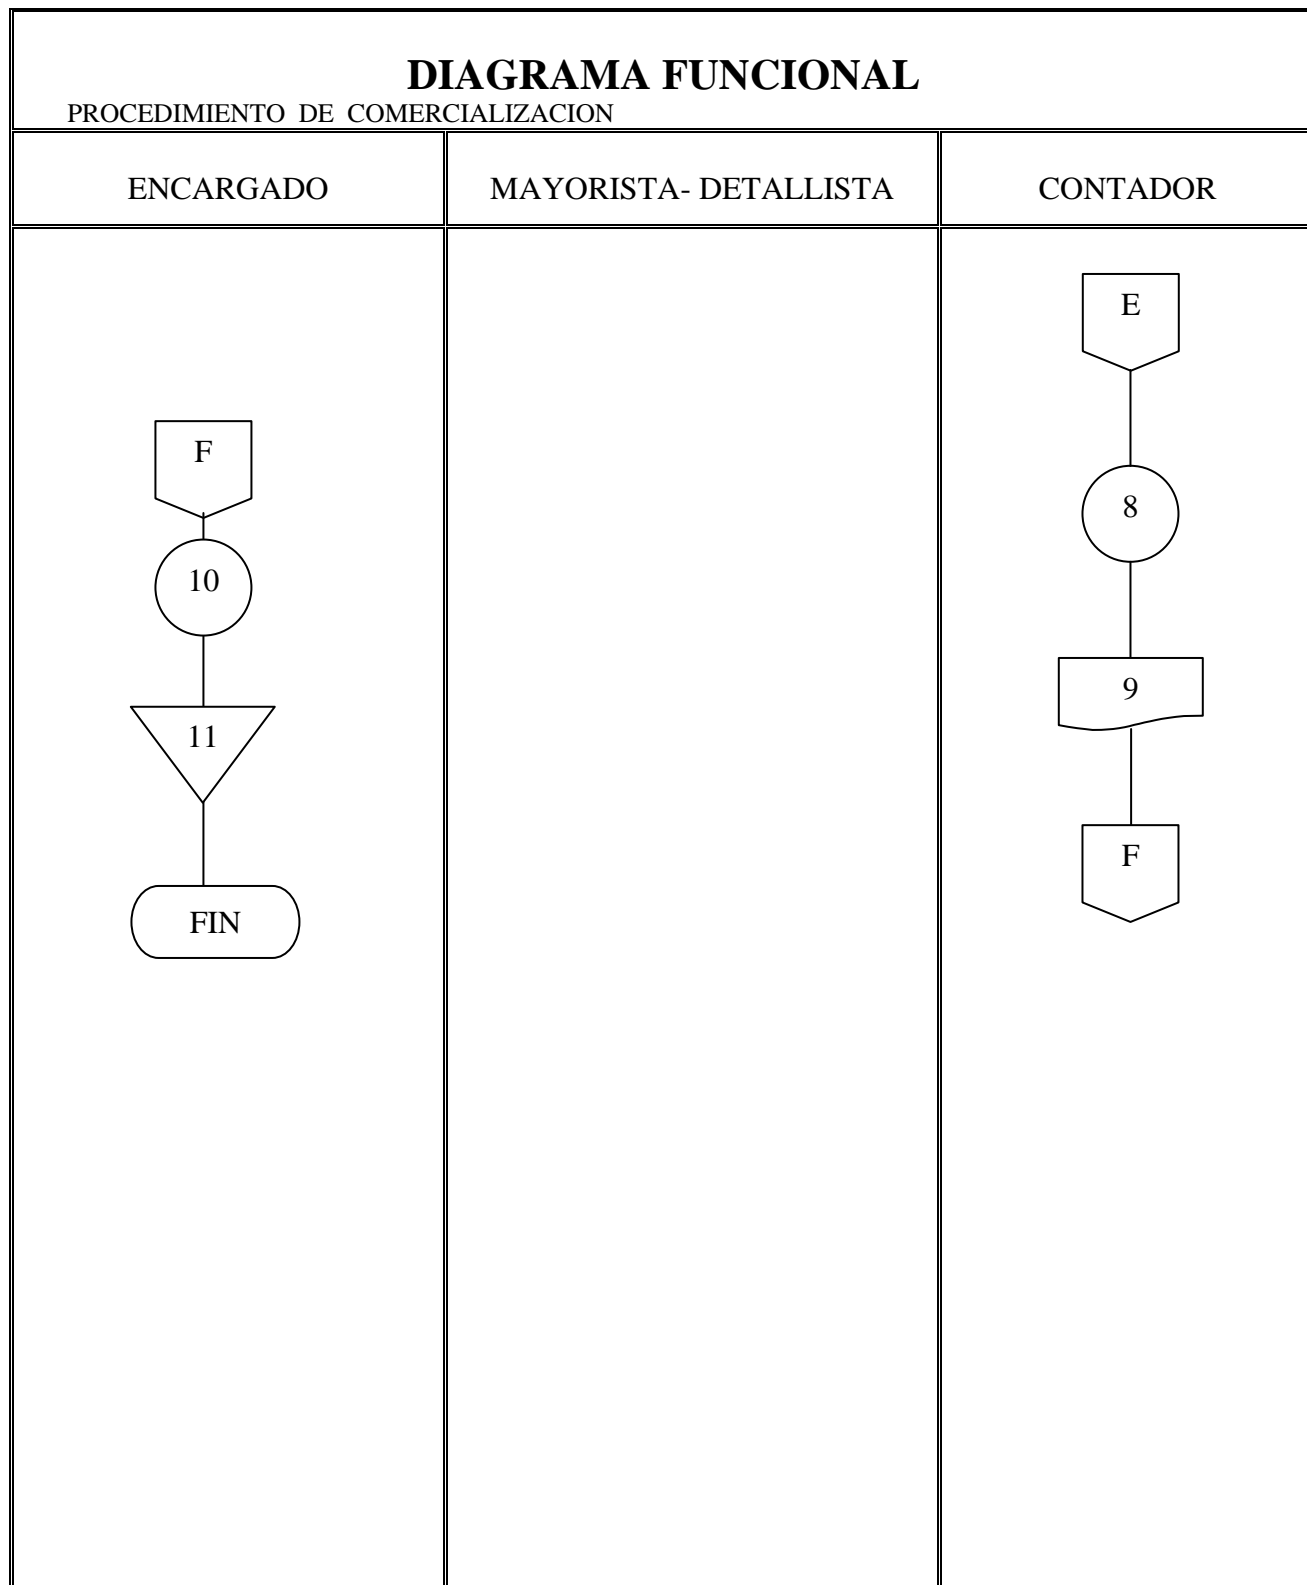 DIAGRAMA FUNCIONAL
PROCEDIMIENTO DE COMERCIALIZACION
ENCARGADO
MAYORISTA- DETALLISTA
CONTADOR
F
10
11
FIN
E
8
9
F